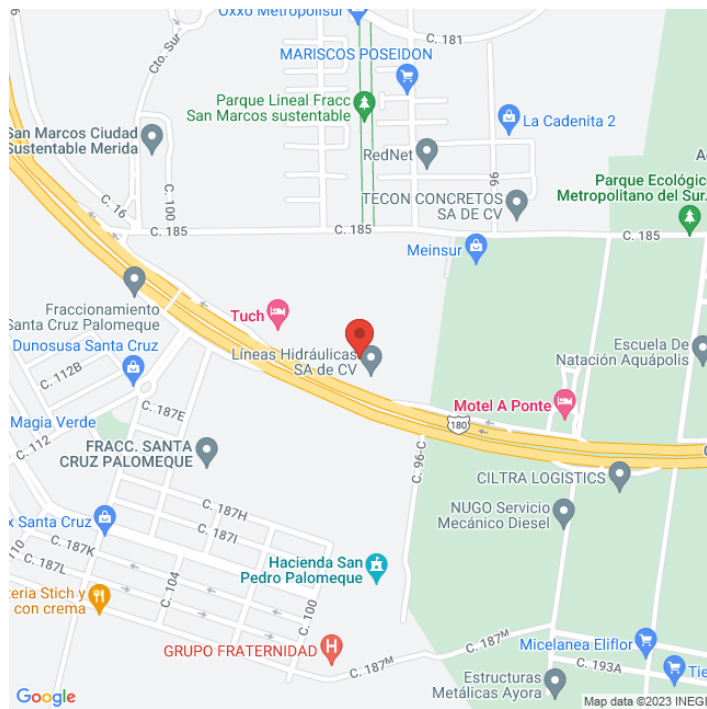 Oxxo Metropolisur
C. 181
MARISCOS POSEIDON
Cto. Sur
Parque Lineal Fracc
San Marcos sustentable
La Cadenita 2
San Marcos Ciudad
Sustentable Merida
RedNet
96
TECON CONCRETOS
SA DE CV
Parque Ecológico
Metropolitano del Sur.
C. 100
C. 16
C. 185
C. 185
C. 185
Meinsur
Fraccionamiento
Santa Cruz Palomeque
Tuch
Dunosusa Santa Cruz
Líneas Hidráulicas
SA de CV
Escuela De
Natación Aquápolis
C. 112B
Motel A Ponte
Magia Verde
C. 187E
180
C. 112
FRACC. SANTA
CRUZ PALOMEQUE
C. 96-C
CILTRA LOGISTICS
C. 187H
NUGO Servicio
Mecánico Diesel
x Santa Cruz
C. 187I
110
C. 187K
C. 187L
Hacienda San
Pedro Palomeque
C. 104
C. 100
teria Stich y
con crema
GRUPO FRATERNIDAD
H
C. 187M
C. 187M
Micelanea Eliflor
C. 193A
Tie
Estructuras
Metálicas Ayora
Google
Map data ©2023 INEGI